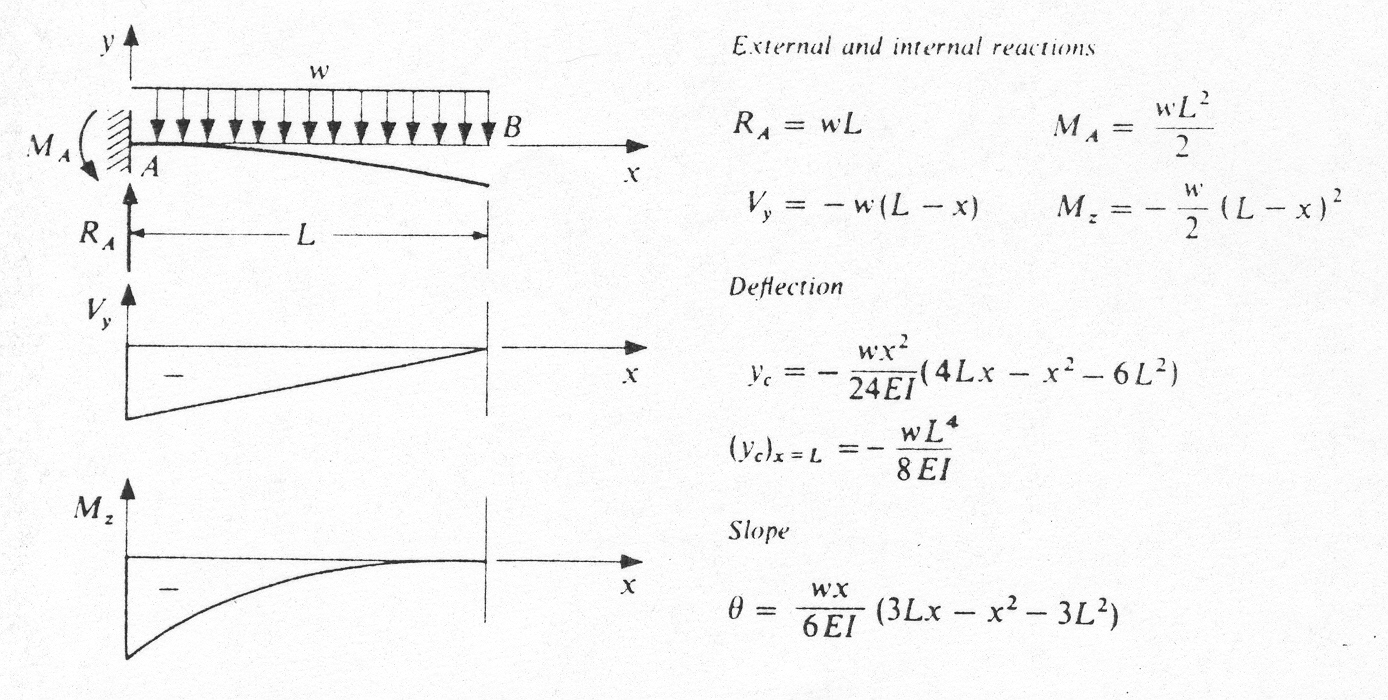 y
w
B
M_A
A
x
R_A
L
V_y
−
x
M_z
−
x
External and internal reactions
R_A = wL    M_A = wL²/2
V_y = − w(L − x)    M_z = − w/2 (L − x)²
Deflection
y_c = − wx²/24EI (4Lx − x² − 6L²)
(y_c)_{x = L} = − wL⁴/8EI
Slope
θ = wx/6EI (3Lx − x² − 3L²)